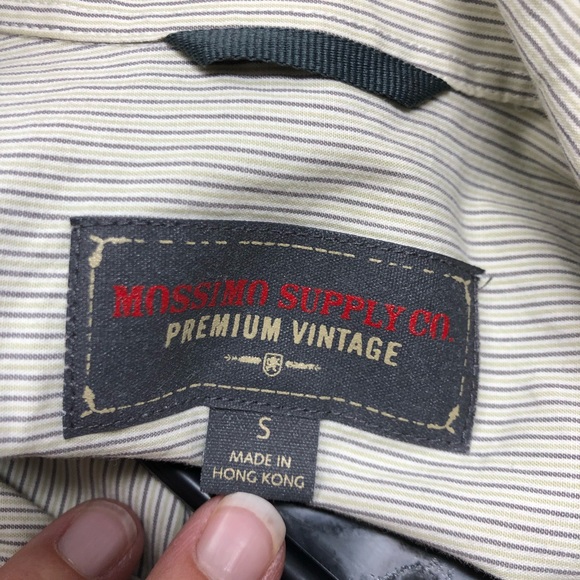 MOSSIMO SUPPLY CO.
PREMIUM VINTAGE
S
MADE IN
HONG KONG